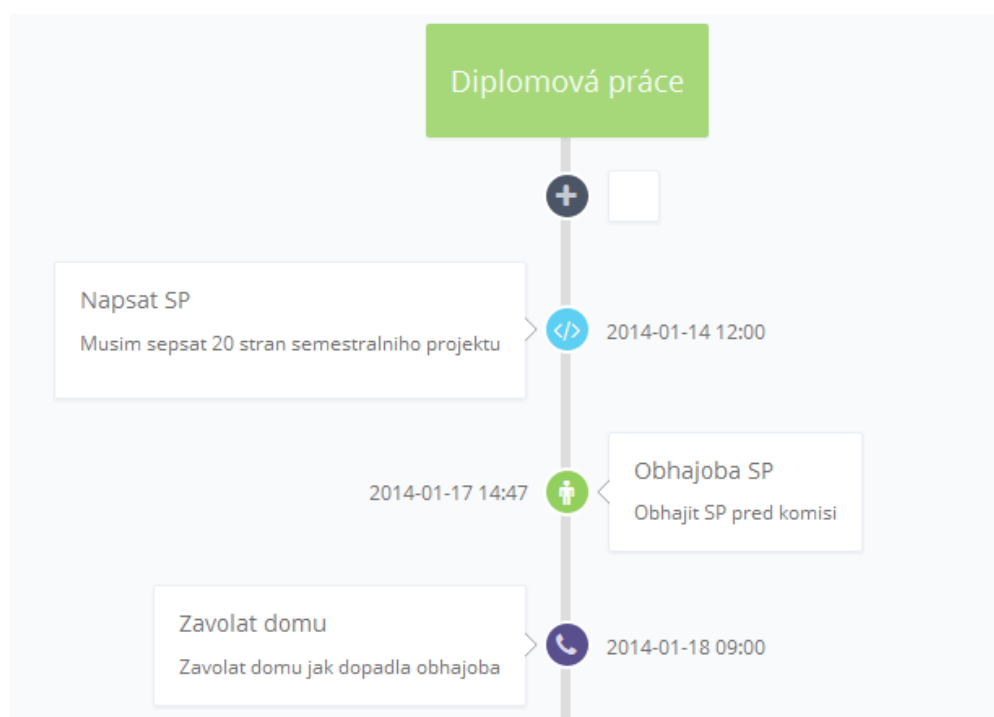 Diplomová práce
Napsat SP
Musim sepsat 20 stran semestralniho projektu
2014-01-14 12:00
2014-01-17 14:47
Obhajoba SP
Obhajit SP pred komisi
Zavolat domu
Zavolat domu jak dopadla obhajoba
2014-01-18 09:00